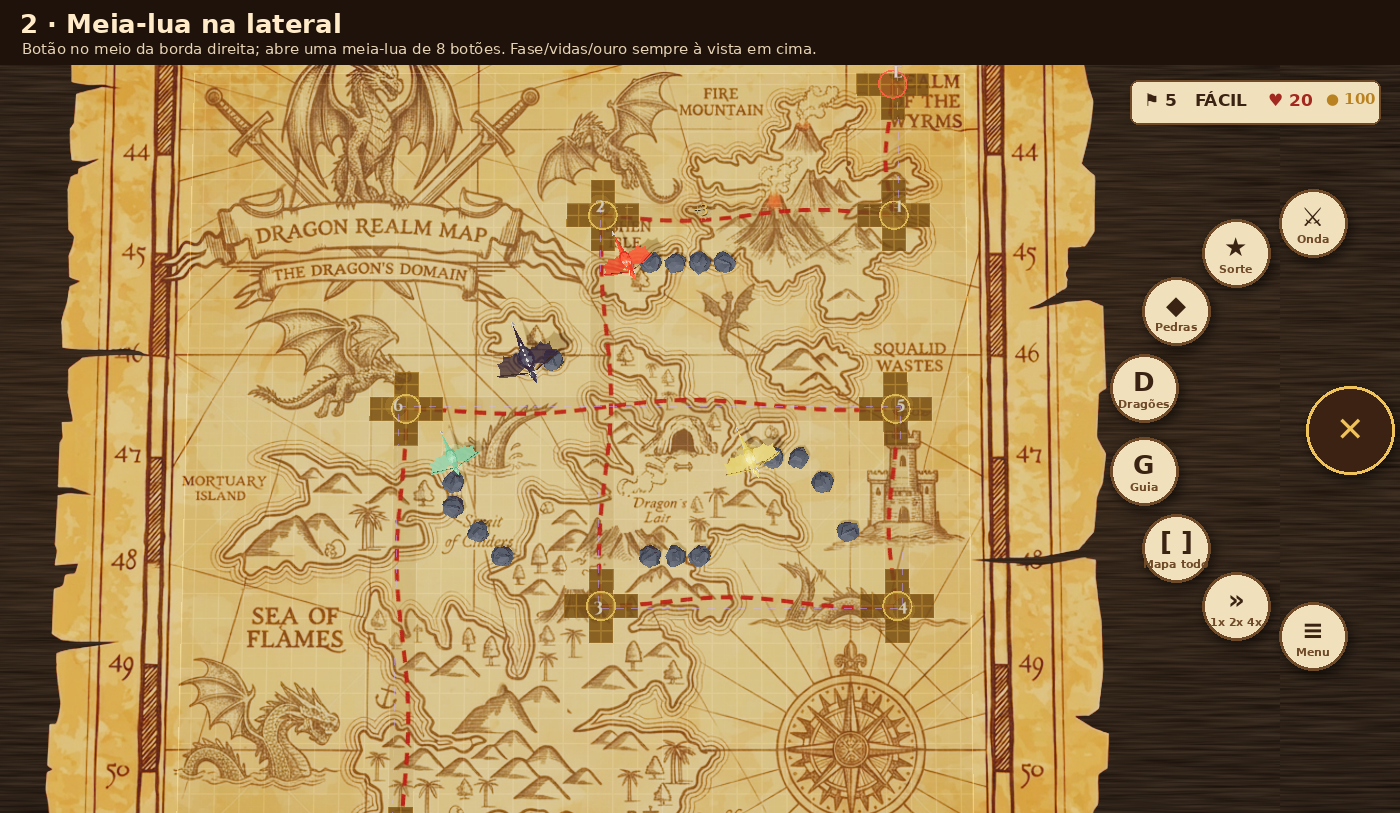 2 · Meia-lua na lateral
Botão no meio da borda direita; abre uma meia-lua de 8 botões. Fase/vidas/ouro sempre à vista em cima.
⚑ 5 FÁCIL ♥ 20 ● 100
FIRE
MOUNTAIN
F THE
WYRMS
1
44
44
2
1
DRAGON REALM MAP
THE DRAGON'S DOMAIN
45
45
46
46
SQUALID
WASTES
6
5
47
47
MORTUARY
ISLAND
Dragon's
Lair
Spirit
of Cinders
48
48
3
4
SEA OF
FLAMES
49
49
50
50
⚔
Onda
★
Sorte
◆
Pedras
D
Dragões
G
Guia
[ ]
Mapa todo
»
1x 2x 4x
≡
Menu
✕